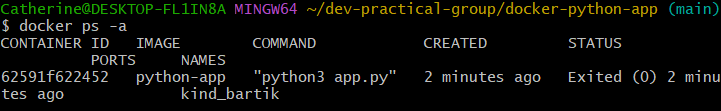 Catherine@DESKTOP-FL1IN8A MINGW64 ~/dev-practical-group/docker-python-app (main)
$ docker ps -a
CONTAINER ID   IMAGE        COMMAND            CREATED         STATUS
         PORTS     NAMES
62591f622452   python-app   "python3 app.py"   2 minutes ago   Exited (0) 2 minu
tes ago             kind_bartik